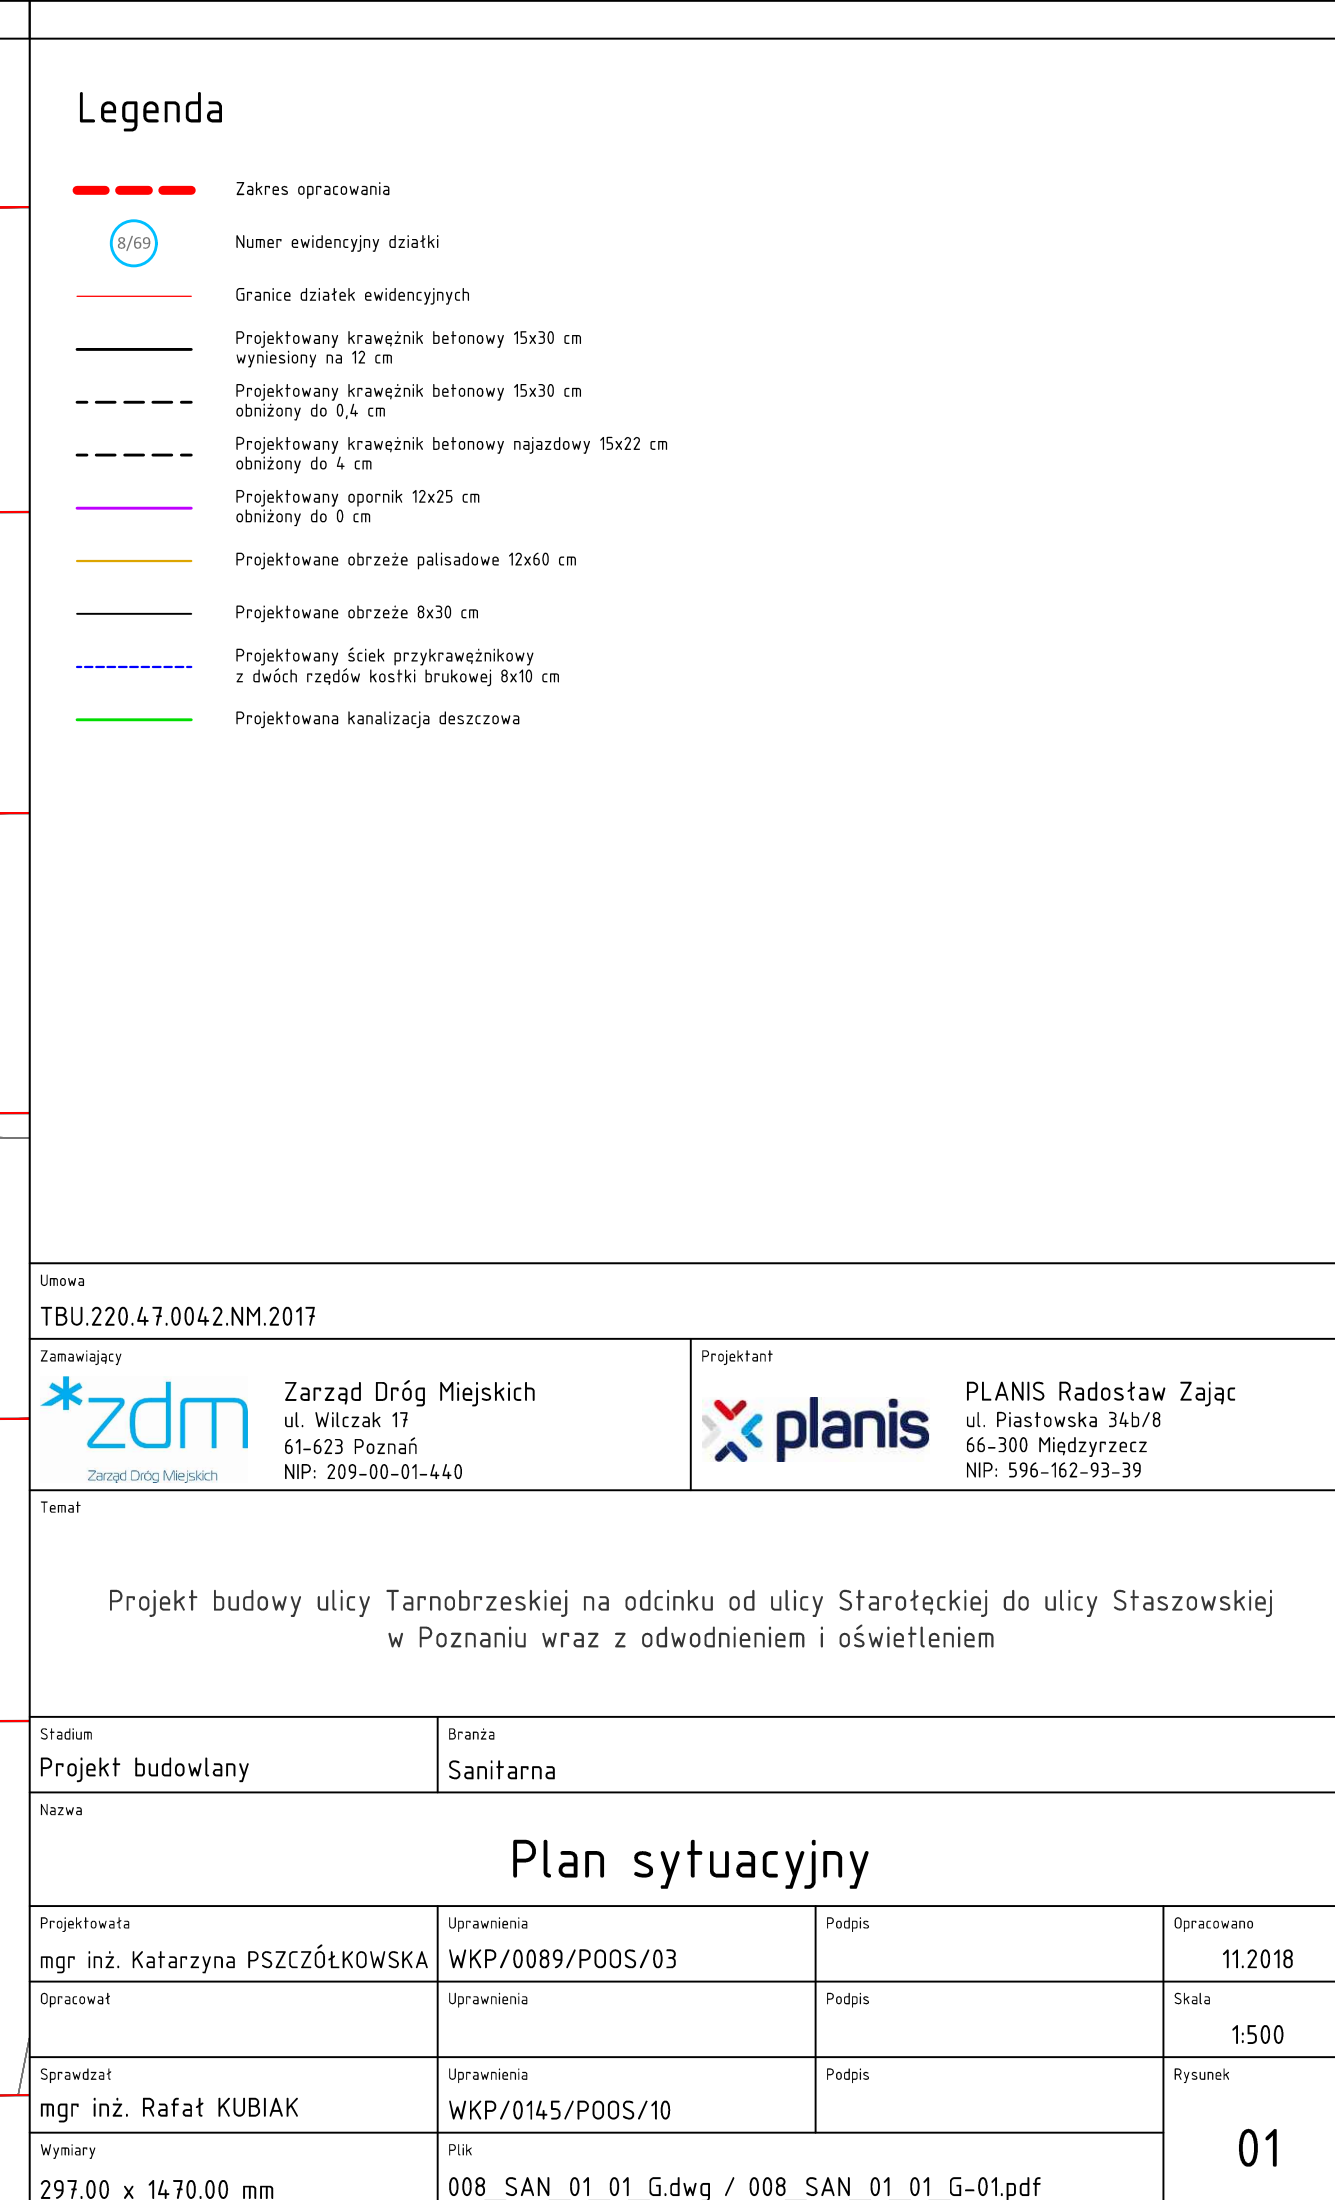 Legenda
Zakres opracowania
8/69
Numer ewidencyjny działki
Granice działek ewidencyjnych
Projektowany krawężnik betonowy 15x30 cm
wyniesiony na 12 cm
Projektowany krawężnik betonowy 15x30 cm
obniżony do 0,4 cm
Projektowany krawężnik betonowy najazdowy 15x22 cm
obniżony do 4 cm
Projektowany opornik 12x25 cm
obniżony do 0 cm
Projektowane obrzeże palisadowe 12x60 cm
Projektowane obrzeże 8x30 cm
Projektowany ściek przykrawężnikowy
z dwóch rzędów kostki brukowej 8x10 cm
Projektowana kanalizacja deszczowa
Umowa
TBU.220.47.0042.NM.2017
Zamawiający
zdm
Zarząd Dróg Miejskich
Zarząd Dróg Miejskich
ul. Wilczak 17
61-623 Poznań
NIP: 209-00-01-440
Projektant
planis
PLANIS Radosław Zając
ul. Piastowska 34b/8
66-300 Międzyrzecz
NIP: 596-162-93-39
Temat
Projekt budowy ulicy Tarnobrzeskiej na odcinku od ulicy Starołęckiej do ulicy Staszowskiej
w Poznaniu wraz z odwodnieniem i oświetleniem
Stadium
Projekt budowlany
Branża
Sanitarna
Nazwa
Plan sytuacyjny
Projektowała
mgr inż. Katarzyna PSZCZÓŁKOWSKA
Uprawnienia
WKP/0089/POOS/03
Podpis
Opracowano
11.2018
Opracował
Uprawnienia
Podpis
Skala
1:500
Sprawdzał
mgr inż. Rafał KUBIAK
Uprawnienia
WKP/0145/POOS/10
Podpis
Rysunek
01
Wymiary
297.00 x 1470.00 mm
Plik
008_SAN_01_01_G.dwg / 008_SAN_01_01_G-01.pdf